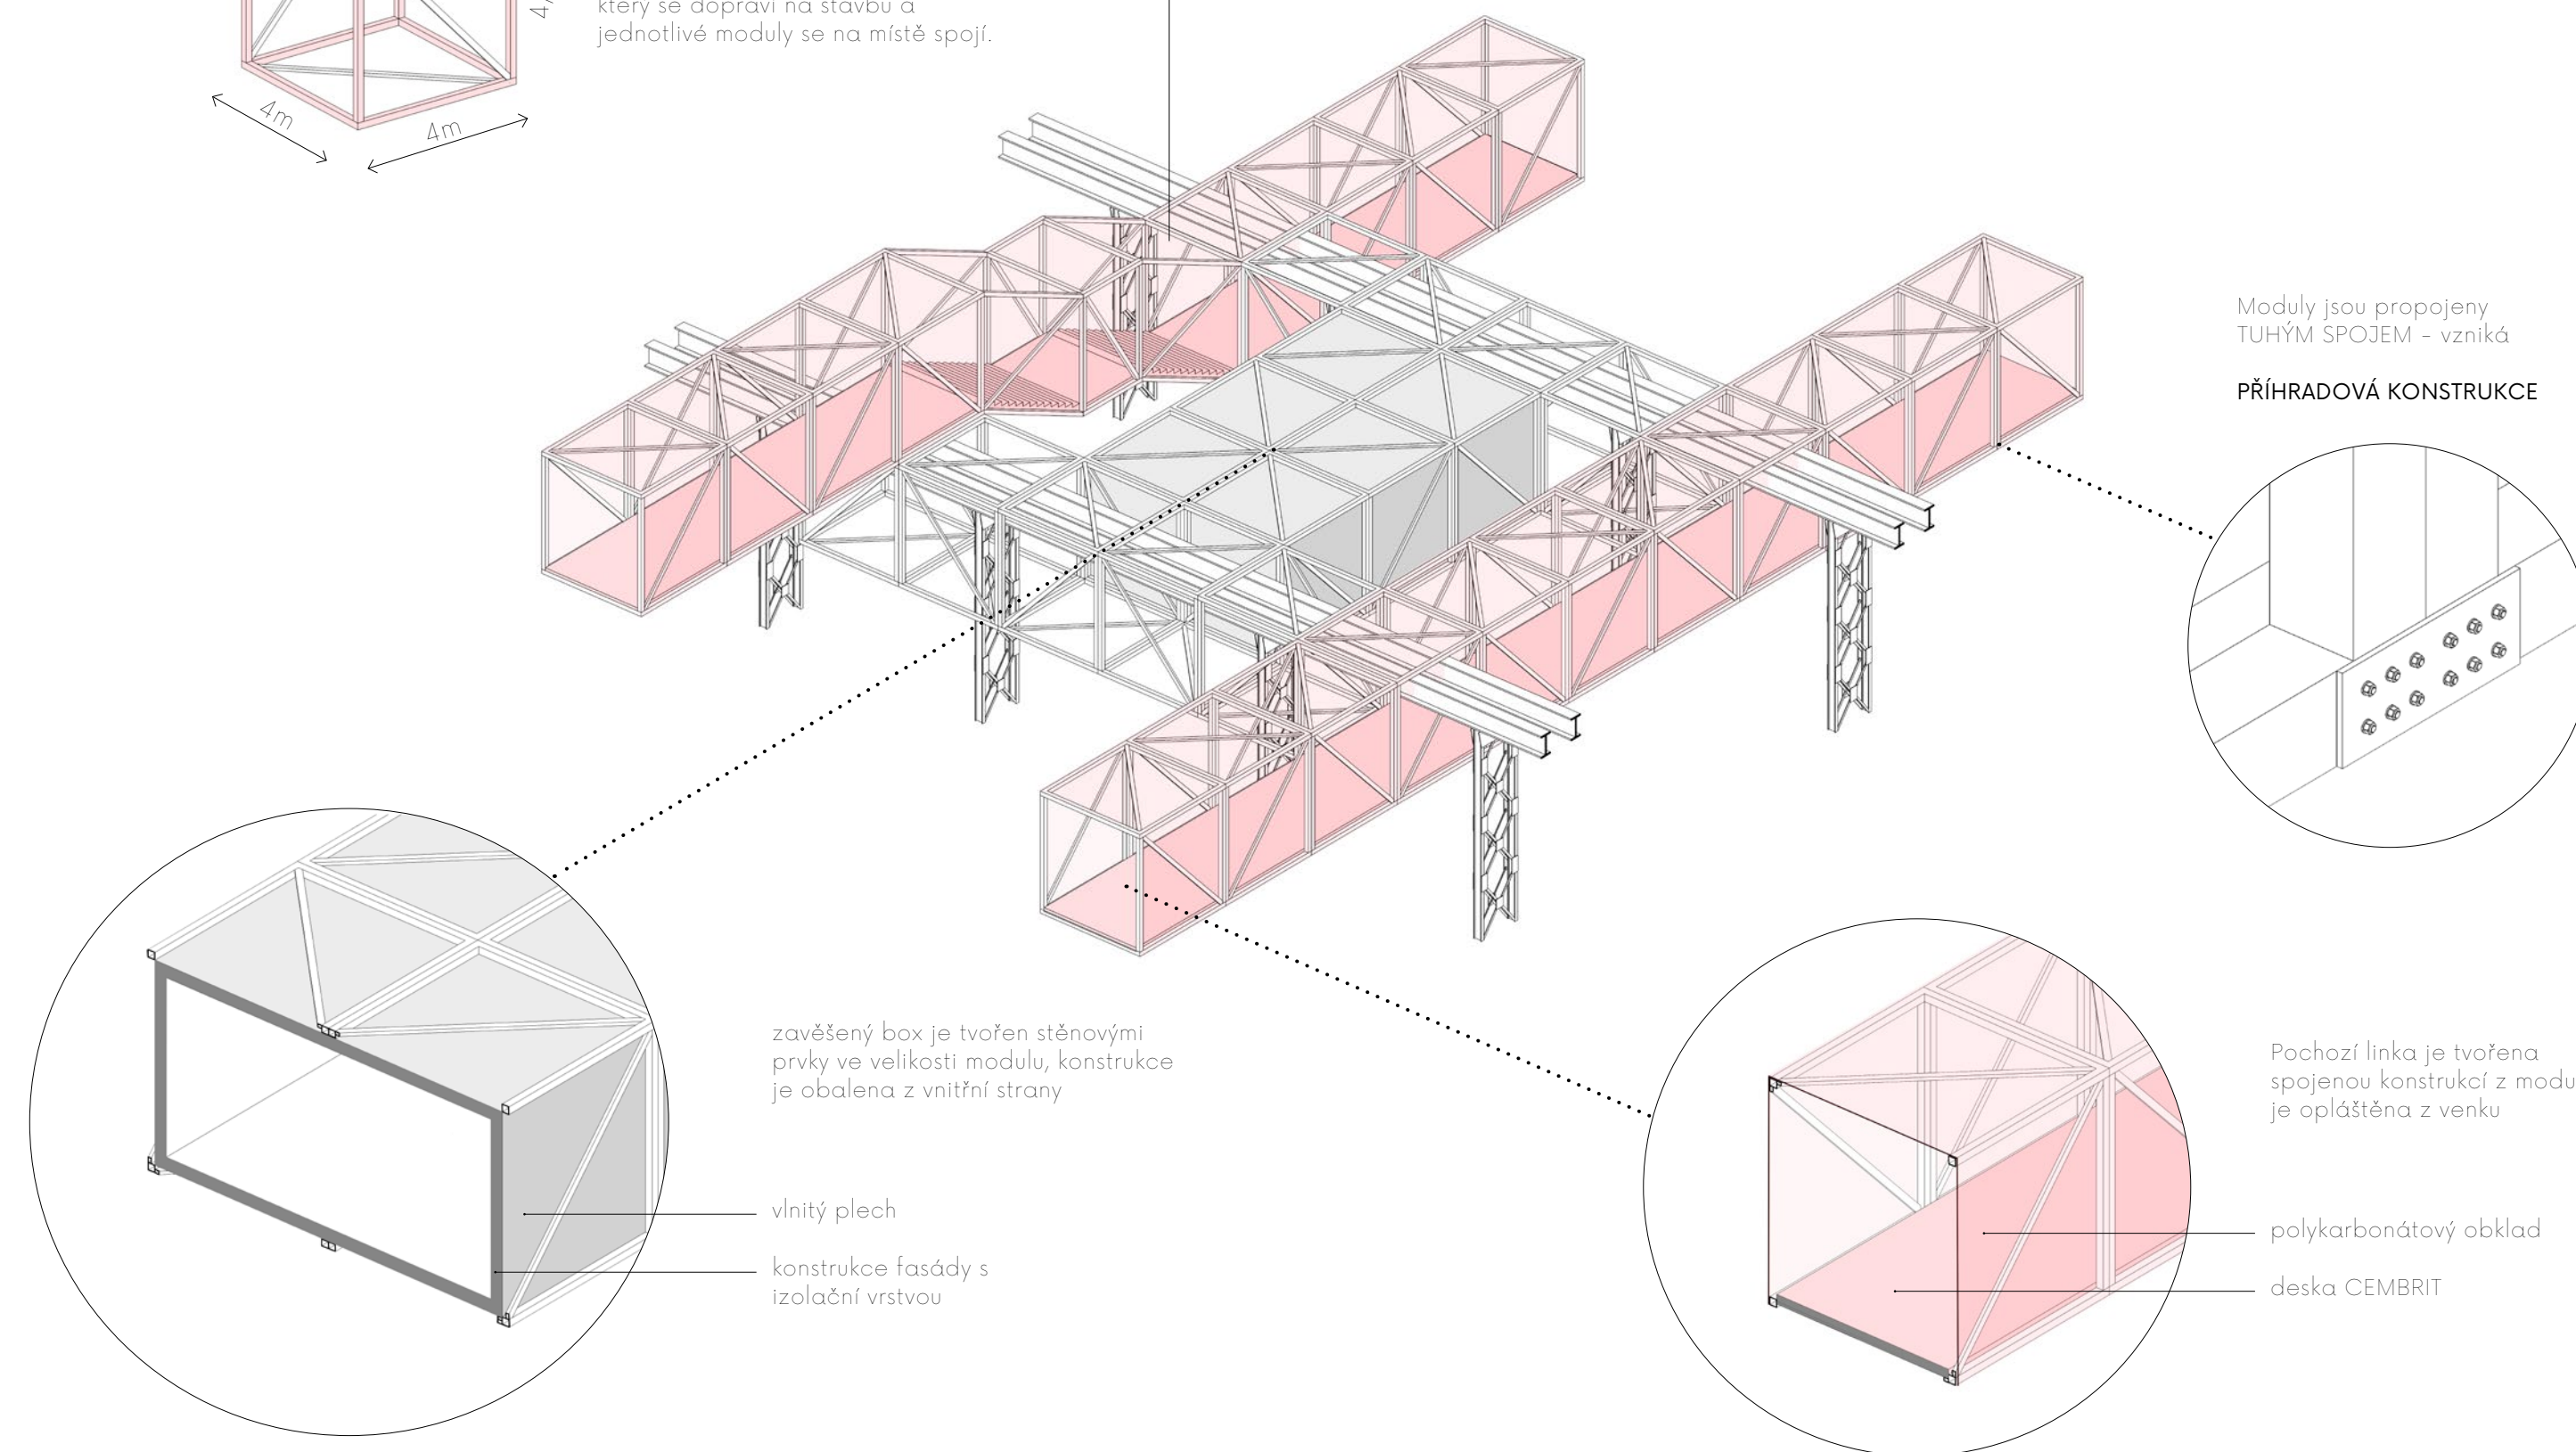 který se dopraví na stavbu a
jednotlivé moduly se na místě spojí.
4m
4m
Moduly jsou propojeny
TUHÝM SPOJEM - vzniká
PŘÍHRADOVÁ KONSTRUKCE
zavěšený box je tvořen stěnovými
prvky ve velikosti modulu, konstrukce
je obalena z vnitřní strany
vlnitý plech
konstrukce fasády s
izolační vrstvou
Pochozí linka je tvořena
spojenou konstrukcí z
je opláštěna z venku
polykarbonátový obklad
deska CEMBRIT